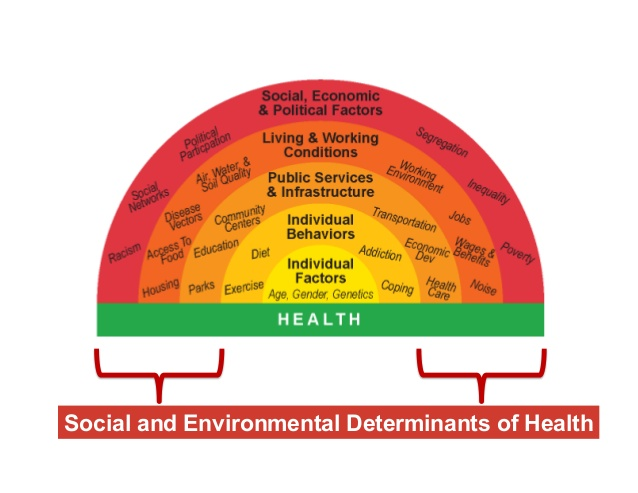 Social, Economic
& Political Factors
Political
Particpation
Segregation
Social
Networks
Inequality
Racism
Poverty
Living & Working
Conditions
Air, Water, &
Soil Quality
Working
Environment
Disease
Vectors
Jobs
Access To
Food
Wages &
Benefits
Housing
Noise
Public Services
& Infrastructure
Community
Centers
Transportation
Education
Economic
Dev
Parks
Health
Care
Individual
Behaviors
Diet
Addiction
Exercise
Coping
Individual
Factors
Age, Gender, Genetics
HEALTH
Social and Environmental Determinants of Health